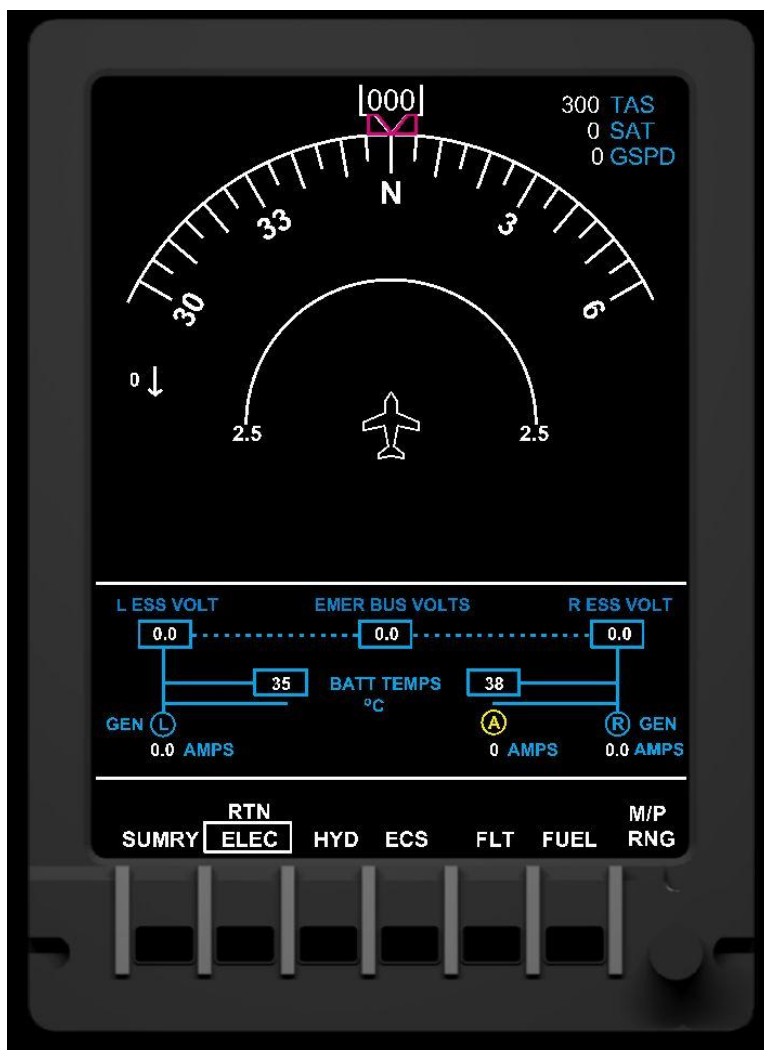 000
300 TAS
0 SAT
0 GSPD
N
33
3
30
6
0
2.5
2.5
L ESS VOLT
EMER BUS VOLTS
R ESS VOLT
0.0
0.0
0.0
35
BATT TEMPS
38
ºC
GEN L
A
R GEN
0.0 AMPS
0 AMPS
0.0 AMPS
RTN
M/P
SUMRY ELEC HYD ECS FLT FUEL RNG